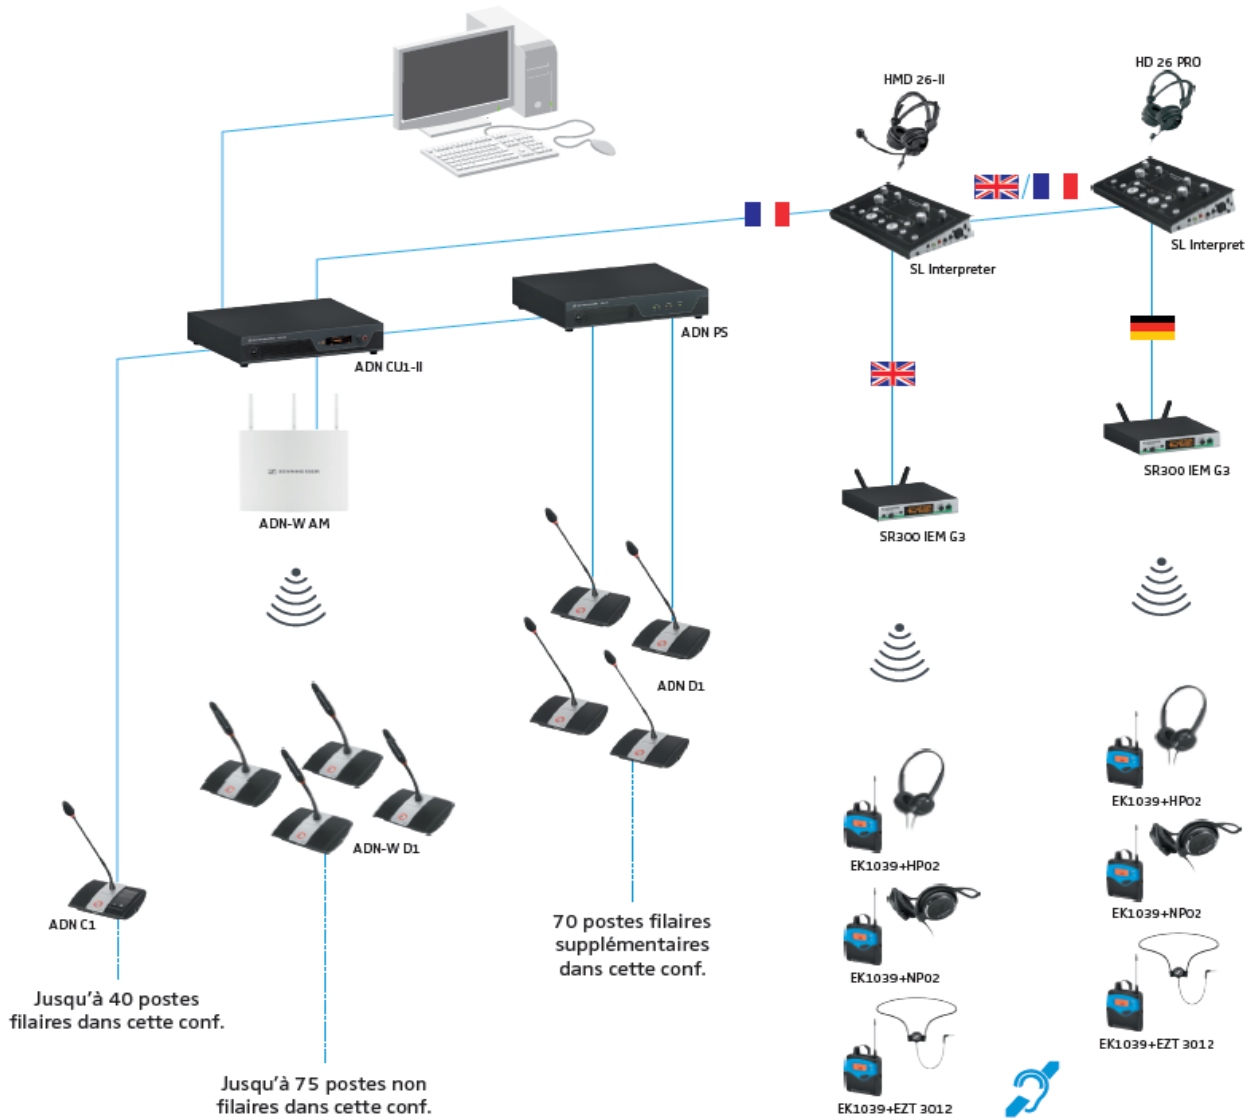 HMD 26-II
HD 26 PRO
SL Interpreter
SL Interpret
ADN PS
ADN CU1-II
SR300 IEM G3
SR300 IEM G3
ADN-W AM
ADN D1
ADN-W D1
ADN C1
EK1039+HP02
EK1039+HP02
EK1039+NP02
EK1039+NP02
EK1039+EZT 3012
EK1039+EZT 3012
70 postes filaires
supplémentaires
dans cette conf.
Jusqu'à 40 postes
filaires dans cette conf.
Jusqu'à 75 postes non
filaires dans cette conf.